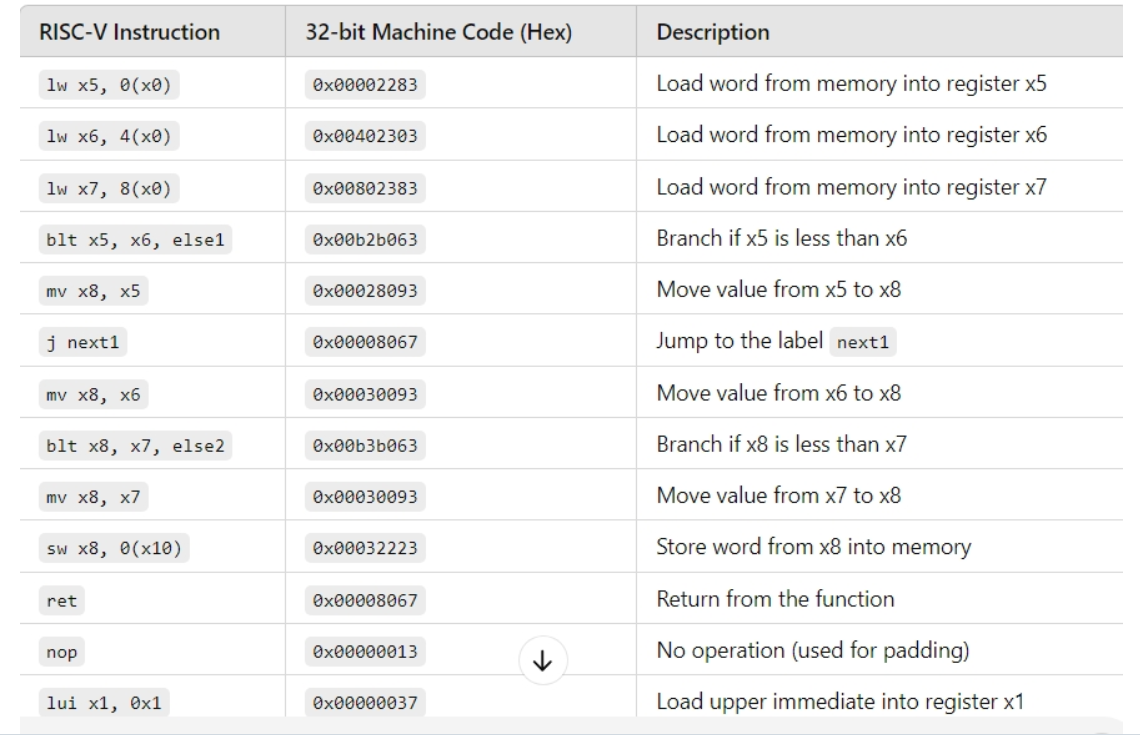 RISC-V Instruction 32-bit Machine Code (Hex) Description
lw x5, 0(x0) 0x00002283 Load word from memory into register x5
lw x6, 4(x0) 0x00402303 Load word from memory into register x6
lw x7, 8(x0) 0x00802383 Load word from memory into register x7
blt x5, x6, else1 0x00b2b063 Branch if x5 is less than x6
mv x8, x5 0x00028093 Move value from x5 to x8
j next1 0x00008067 Jump to the label next1
mv x8, x6 0x00030093 Move value from x6 to x8
blt x8, x7, else2 0x00b3b063 Branch if x8 is less than x7
mv x8, x7 0x00030093 Move value from x7 to x8
sw x8, 0(x10) 0x00032223 Store word from x8 into memory
ret 0x00008067 Return from the function
nop 0x00000013 No operation (used for padding)
lui x1, 0x1 0x00000037 Load upper immediate into register x1